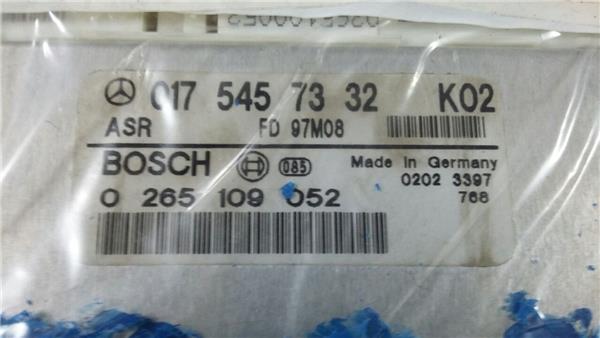 017 545 73 32 K02
ASR FD 97M08
BOSCH 085 Made in Germany
0 265 109 052 0202 3397
768